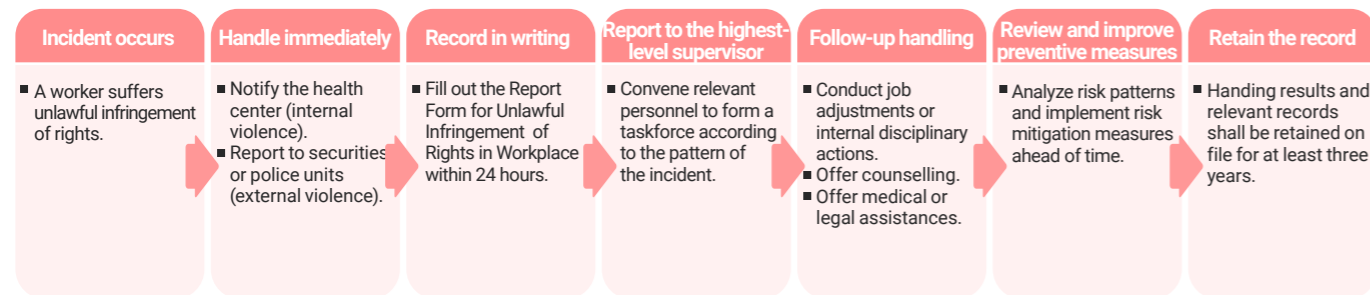 Incident occurs
■ A worker suffers
unlawful infringement
of rights.
Handle immediately
■ Notify the health
center (internal
violence).
■ Report to securities
or police units
(external violence).
Record in writing
■ Fill out the Report
Form for Unlawful
Infringement of
Rights in Workplace
within 24 hours.
Report to the highest-
level supervisor
■ Convene relevant
personnel to form a
taskforce according
to the pattern of
the incident.
Follow-up handling
■ Conduct job
adjustments or
internal disciplinary
actions.
■ Offer counselling.
■ Offer medical or
legal assistances.
Review and improve
preventive measures
■ Analyze risk patterns
and implement risk
mitigation measures
ahead of time.
Retain the record
■ Handing results and
relevant records
shall be retained on
file for at least three
years.